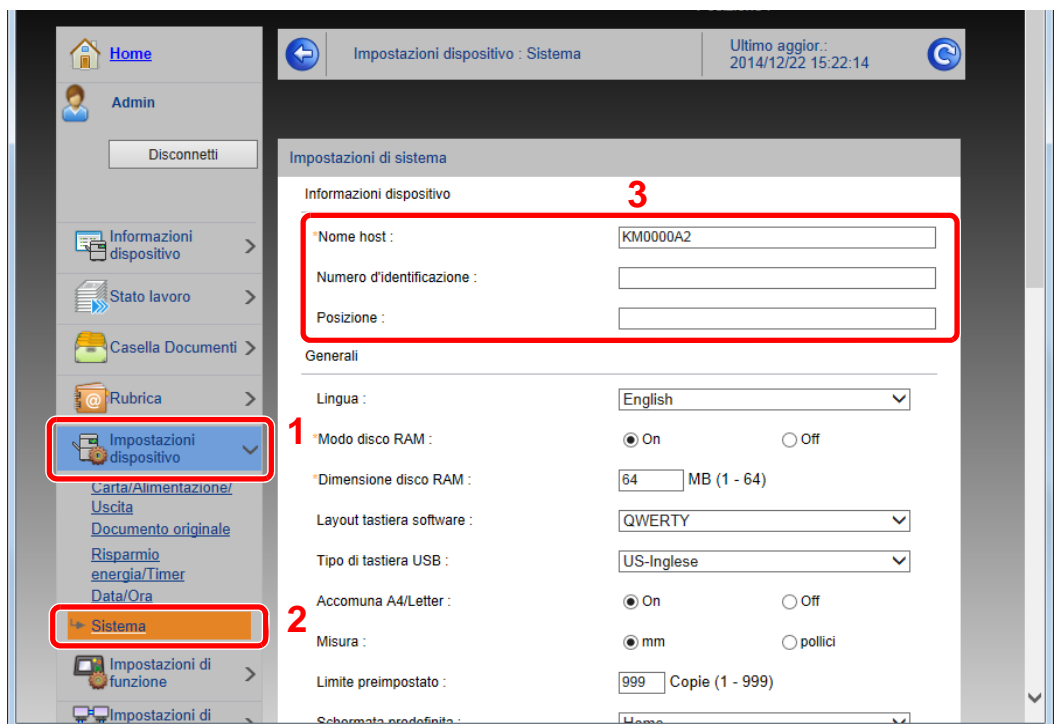 Home
Admin
Disconnetti
Informazioni
dispositivo
Stato lavoro
Casella Documenti
Rubrica
1
Impostazioni
dispositivo
Carta/Alimentazione/
Uscita
Documento originale
Risparmio
energia/Timer
Data/Ora
2
Sistema
Impostazioni di
funzione
Impostazioni di
Impostazioni dispositivo : Sistema
Ultimo aggior.:
2014/12/22 15:22:14
Impostazioni di sistema
Informazioni dispositivo
3
*Nome host : KM0000A2
Numero d'identificazione :
Posizione :
Generali
Lingua : English
*Modo disco RAM : On Off
*Dimensione disco RAM : 64 MB (1 - 64)
Layout tastiera software : QWERTY
Tipo di tastiera USB : US-Inglese
Accomuna A4/Letter : On Off
Misura : mm pollici
Limite preimpostato : 999 Copie (1 - 999)
Schermata predefinita : Home